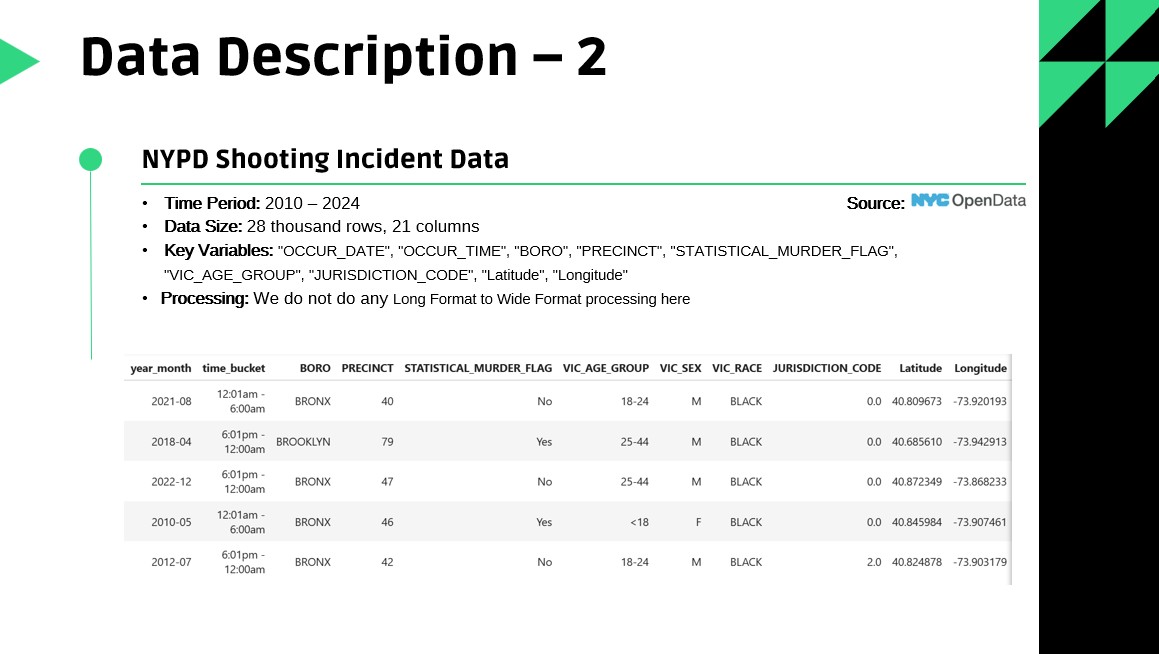 Data Description – 2
NYPD Shooting Incident Data
• Time Period: 2010 – 2024
Source: NYC OpenData
• Data Size: 28 thousand rows, 21 columns
• Key Variables: "OCCUR_DATE", "OCCUR_TIME", "BORO", "PRECINCT", "STATISTICAL_MURDER_FLAG",
"VIC_AGE_GROUP", "JURISDICTION_CODE", "Latitude", "Longitude"
• Processing: We do not do any Long Format to Wide Format processing here
year_month time_bucket BORO PRECINCT STATISTICAL_MURDER_FLAG VIC_AGE_GROUP VIC_SEX VIC_RACE JURISDICTION_CODE Latitude Longitude
2021-08 12:01am - 6:00am BRONX 40 No 18-24 M BLACK 0.0 40.809673 -73.920193
2018-04 6:01pm - 12:00am BROOKLYN 79 Yes 25-44 M BLACK 0.0 40.685610 -73.942913
2022-12 6:01pm - 12:00am BRONX 47 No 25-44 M BLACK 0.0 40.872349 -73.868233
2010-05 12:01am - 6:00am BRONX 46 Yes <18 F BLACK 0.0 40.845984 -73.907461
2012-07 6:01pm - 12:00am BRONX 42 No 18-24 M BLACK 2.0 40.824878 -73.903179